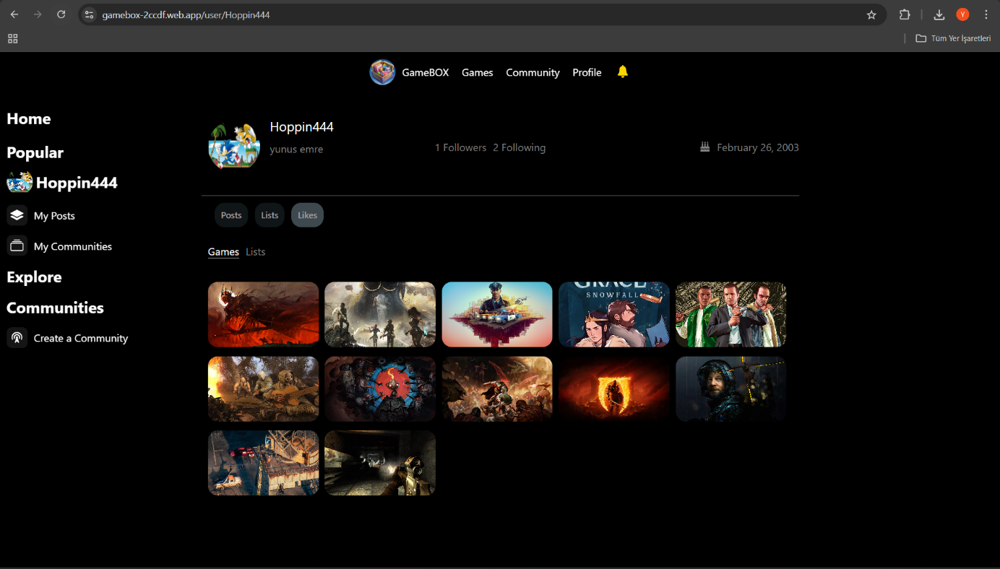 gamebox-2ccdf.web.app/user/Hoppin444
Y
Tüm Yer İşaretleri
GameBOX Games Community Profile
Home
Popular
Hoppin444
My Posts
My Communities
Explore
Communities
Create a Community
Hoppin444
yunus emre
1 Followers 2 Following
February 26, 2003
Posts Lists Likes
Games Lists
SNOWFALL